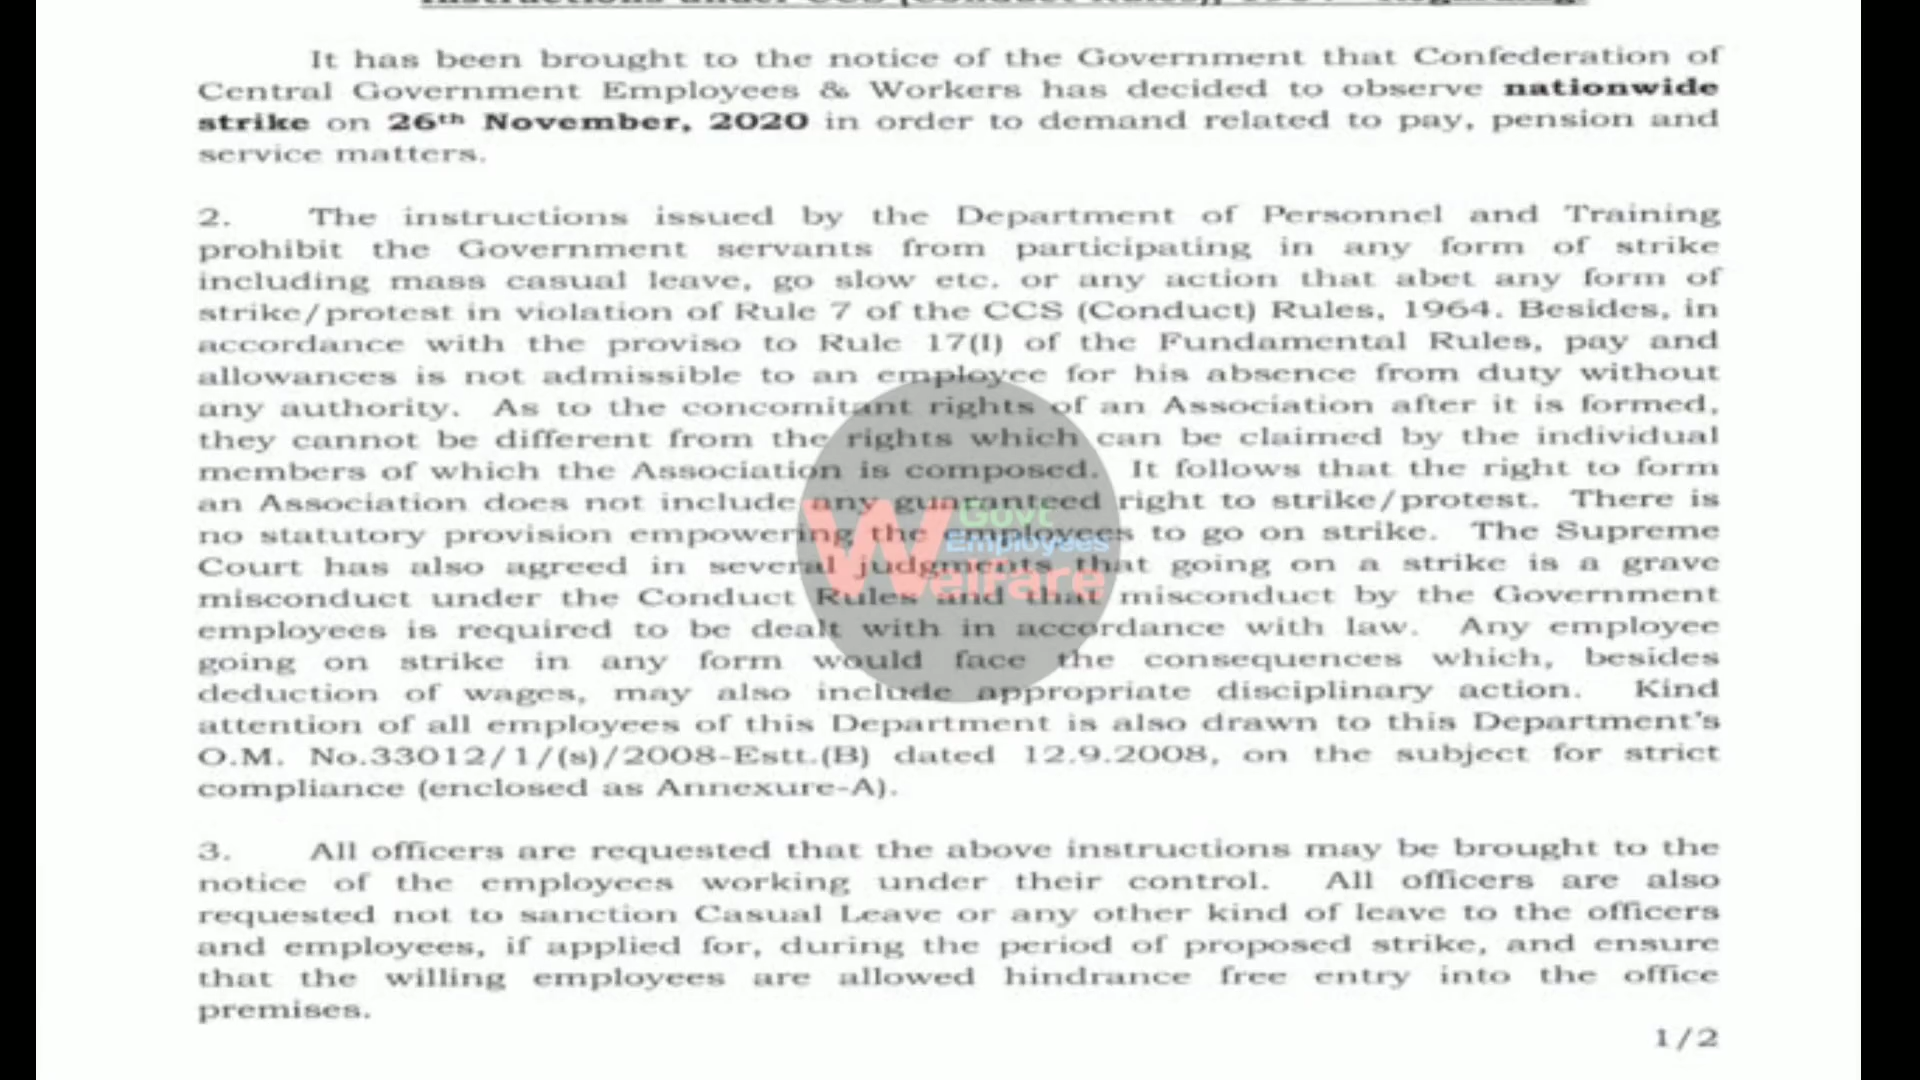 Instructions under CCS (Conduct Rules), 1964 - Regarding
It has been brought to the notice of the Government that Confederation of
Central Government Employees & Workers has decided to observe nationwide
strike on 26th November, 2020 in order to demand related to pay, pension and
service matters.
2. The instructions issued by the Department of Personnel and Training
prohibit the Government servants from participating in any form of strike
including mass casual leave, go slow etc. or any action that abet any form of
strike/protest in violation of Rule 7 of the CCS (Conduct) Rules, 1964. Besides, in
accordance with the proviso to Rule 17(I) of the Fundamental Rules, pay and
allowances is not admissible to an employee for his absence from duty without
any authority. As to the concomitant rights of an Association after it is formed,
they cannot be different from the rights which can be claimed by the individual
members of which the Association is composed. It follows that the right to form
an Association does not include any guaranteed right to strike/protest. There is
no statutory provision empowering the employees to go on strike. The Supreme
Court has also agreed in several judgments that going on a strike is a grave
misconduct under the Conduct Rules and that misconduct by the Government
employees is required to be dealt with in accordance with law. Any employee
going on strike in any form would face the consequences which, besides
deduction of wages, may also include appropriate disciplinary action. Kind
attention of all employees of this Department is also drawn to this Department's
O.M. No.33012/1/(s)/2008-Estt.(B) dated 12.9.2008, on the subject for strict
compliance (enclosed as Annexure-A).
3. All officers are requested that the above instructions may be brought to the
notice of the employees working under their control. All officers are also
requested not to sanction Casual Leave or any other kind of leave to the officers
and employees, if applied for, during the period of proposed strike, and ensure
that the willing employees are allowed hindrance free entry into the office
premises.
1/2
Govt
Employees
Welfare